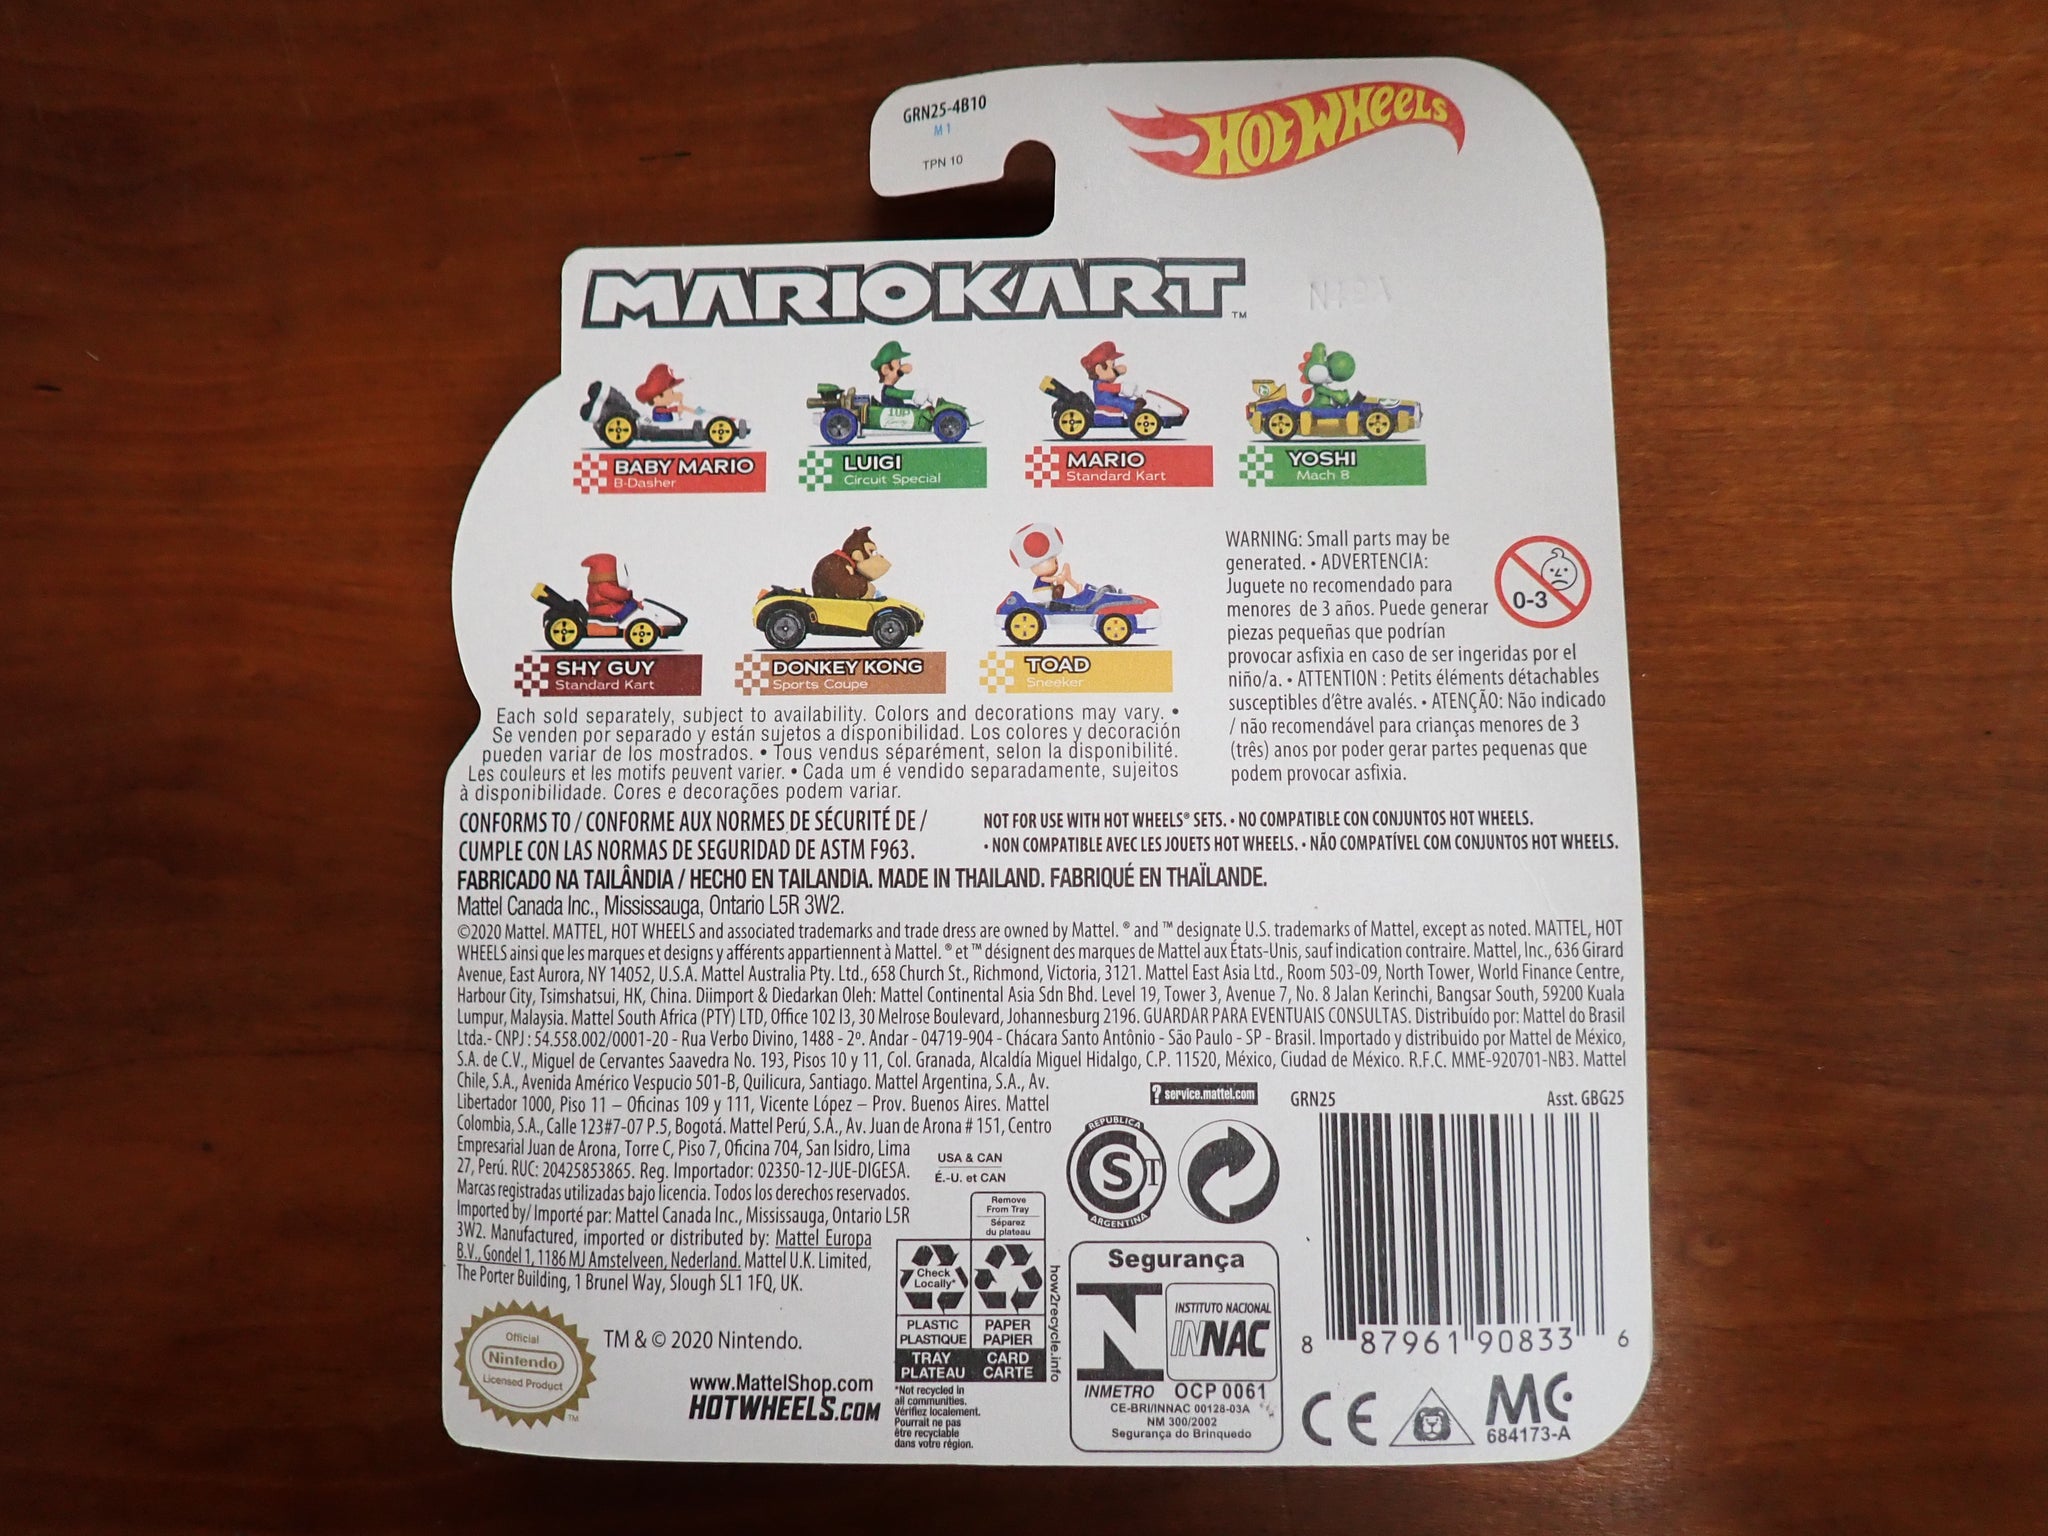 GRN25-4B10
M 1
TPN 10
HOT WHEELS
MARIOKART™
BABY MARIO
B-Dasher
LUIGI
Circuit Special
MARIO
Standard Kart
YOSHI
Mach 8
SHY GUY
Standard Kart
DONKEY KONG
Sports Coupe
TOAD
Sneeker
WARNING: Small parts may be
generated. • ADVERTENCIA:
Juguete no recomendado para
menores de 3 años. Puede generar
piezas pequeñas que podrían
provocar asfixia en caso de ser ingeridas por el
niño/a. • ATTENTION : Petits éléments détachables
susceptibles d'être avalés. • ATENÇÃO: Não indicado
/ não recomendável para crianças menores de 3
(três) anos por poder gerar partes pequenas que
podem provocar asfixia.
0-3
Each sold separately, subject to availability. Colors and decorations may vary. •
Se venden por separado y están sujetos a disponibilidad. Los colores y decoración
pueden variar de los mostrados. • Tous vendus séparément, selon la disponibilité.
Les couleurs et les motifs peuvent varier. • Cada um é vendido separadamente, sujeitos
à disponibilidade. Cores e decorações podem variar.
CONFORMS TO / CONFORME AUX NORMES DE SÉCURITÉ DE /
CUMPLE CON LAS NORMAS DE SEGURIDAD DE ASTM F963.
NOT FOR USE WITH HOT WHEELS® SETS. • NO COMPATIBLE CON CONJUNTOS HOT WHEELS.
• NON COMPATIBLE AVEC LES JOUETS HOT WHEELS. • NÃO COMPATÍVEL COM CONJUNTOS HOT WHEELS.
FABRICADO NA TAILÂNDIA / HECHO EN TAILANDIA. MADE IN THAILAND. FABRIQUÉ EN THAÏLANDE.
Mattel Canada Inc., Mississauga, Ontario L5R 3W2.
©2020 Mattel. MATTEL, HOT WHEELS and associated trademarks and trade dress are owned by Mattel. ® and ™ designate U.S. trademarks of Mattel, except as noted. MATTEL, HOT
WHEELS ainsi que les marques et designs y afférents appartiennent à Mattel. ® et ™ désignent des marques de Mattel aux États-Unis, sauf indication contraire. Mattel, Inc., 636 Girard
Avenue, East Aurora, NY 14052, U.S.A. Mattel Australia Pty. Ltd., 658 Church St., Richmond, Victoria, 3121. Mattel East Asia Ltd., Room 503-09, North Tower, World Finance Centre,
Harbour City, Tsimshatsui, HK, China. Diimport & Diedarkan Oleh: Mattel Continental Asia Sdn Bhd. Level 19, Tower 3, Avenue 7, No. 8 Jalan Kerinchi, Bangsar South, 59200 Kuala
Lumpur, Malaysia. Mattel South Africa (PTY) LTD, Office 102 I3, 30 Melrose Boulevard, Johannesburg 2196. GUARDAR PARA EVENTUAIS CONSULTAS. Distribuído por: Mattel do Brasil
Ltda.- CNPJ : 54.558.002/0001-20 - Rua Verbo Divino, 1488 - 2º. Andar - 04719-904 - Chácara Santo Antônio - São Paulo - SP - Brasil. Importado y distribuido por Mattel de México,
S.A. de C.V., Miguel de Cervantes Saavedra No. 193, Pisos 10 y 11, Col. Granada, Alcaldía Miguel Hidalgo, C.P. 11520, México, Ciudad de México. R.F.C. MME-920701-NB3. Mattel
Chile, S.A., Avenida Américo Vespucio 501-B, Quilicura, Santiago. Mattel Argentina, S.A., Av.
Libertador 1000, Piso 11 – Oficinas 109 y 111, Vicente López – Prov. Buenos Aires. Mattel
Colombia, S.A., Calle 123#7-07 P.5, Bogotá. Mattel Perú, S.A., Av. Juan de Arona # 151, Centro
Empresarial Juan de Arona, Torre C, Piso 7, Oficina 704, San Isidro, Lima
27, Perú. RUC: 20425853865. Reg. Importador: 02350-12-JUE-DIGESA.
Marcas registradas utilizadas bajo licencia. Todos los derechos reservados.
Imported by/ Importé par: Mattel Canada Inc., Mississauga, Ontario L5R
3W2. Manufactured, imported or distributed by: Mattel Europa
B.V., Gondel 1, 1186 MJ Amstelveen, Nederland. Mattel U.K. Limited,
The Porter Building, 1 Brunel Way, Slough SL1 1FQ, UK.
? service.mattel.com
GRN25
Asst. GBG25
REPUBLICA
S T
ARGENTINA
USA & CAN
É.-U. et CAN
Remove
From Tray
Séparez
du plateau
Check
Locally*
PLASTIC
PLASTIQUE
PAPER
PAPIER
TRAY
PLATEAU
CARD
CARTE
how2recycle.info
*Not recycled in
all communities.
Vérifiez localement.
Pourrait ne pas
être recyclable
dans votre région.
Segurança
INSTITUTO NACIONAL
INNAC
INMETRO OCP 0061
CE-BRI/INNAC 00128-03A
NM 300/2002
Segurança do Brinquedo
8 87961 90833 6
CE
MC
684173-A
Official
Nintendo
Licensed Product
™
TM & © 2020 Nintendo.
www.MattelShop.com
HOTWHEELS.COM